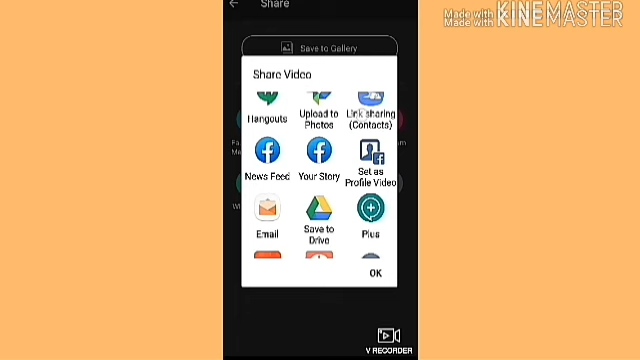 Share
Made with KINEMASTER
Made with
Save to Gallery
Share Video
Hangouts
Upload to
Photos
Link sharing
(Contacts)
News Feed
Your Story
Set as
Profile Video
Email
Save to
Drive
Plus
OK
V RECORDER